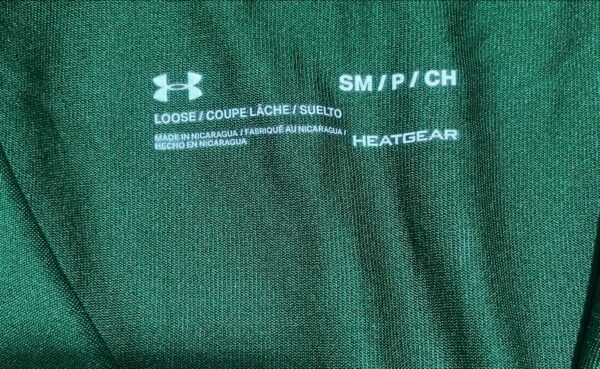 SM / P / CH
LOOSE / COUPE LÂCHE / SUELTO
MADE IN NICARAGUA / FABRIQUÉ AU NICARAGUA /
HECHO EN NICARAGUA
HEATGEAR